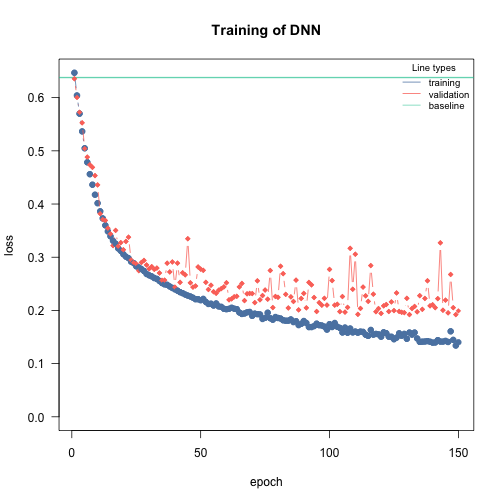 Training of DNN
Line types
training
validation
baseline
loss
0.6
0.5
0.4
0.3
0.2
0.1
0.0
0
50
100
150
epoch